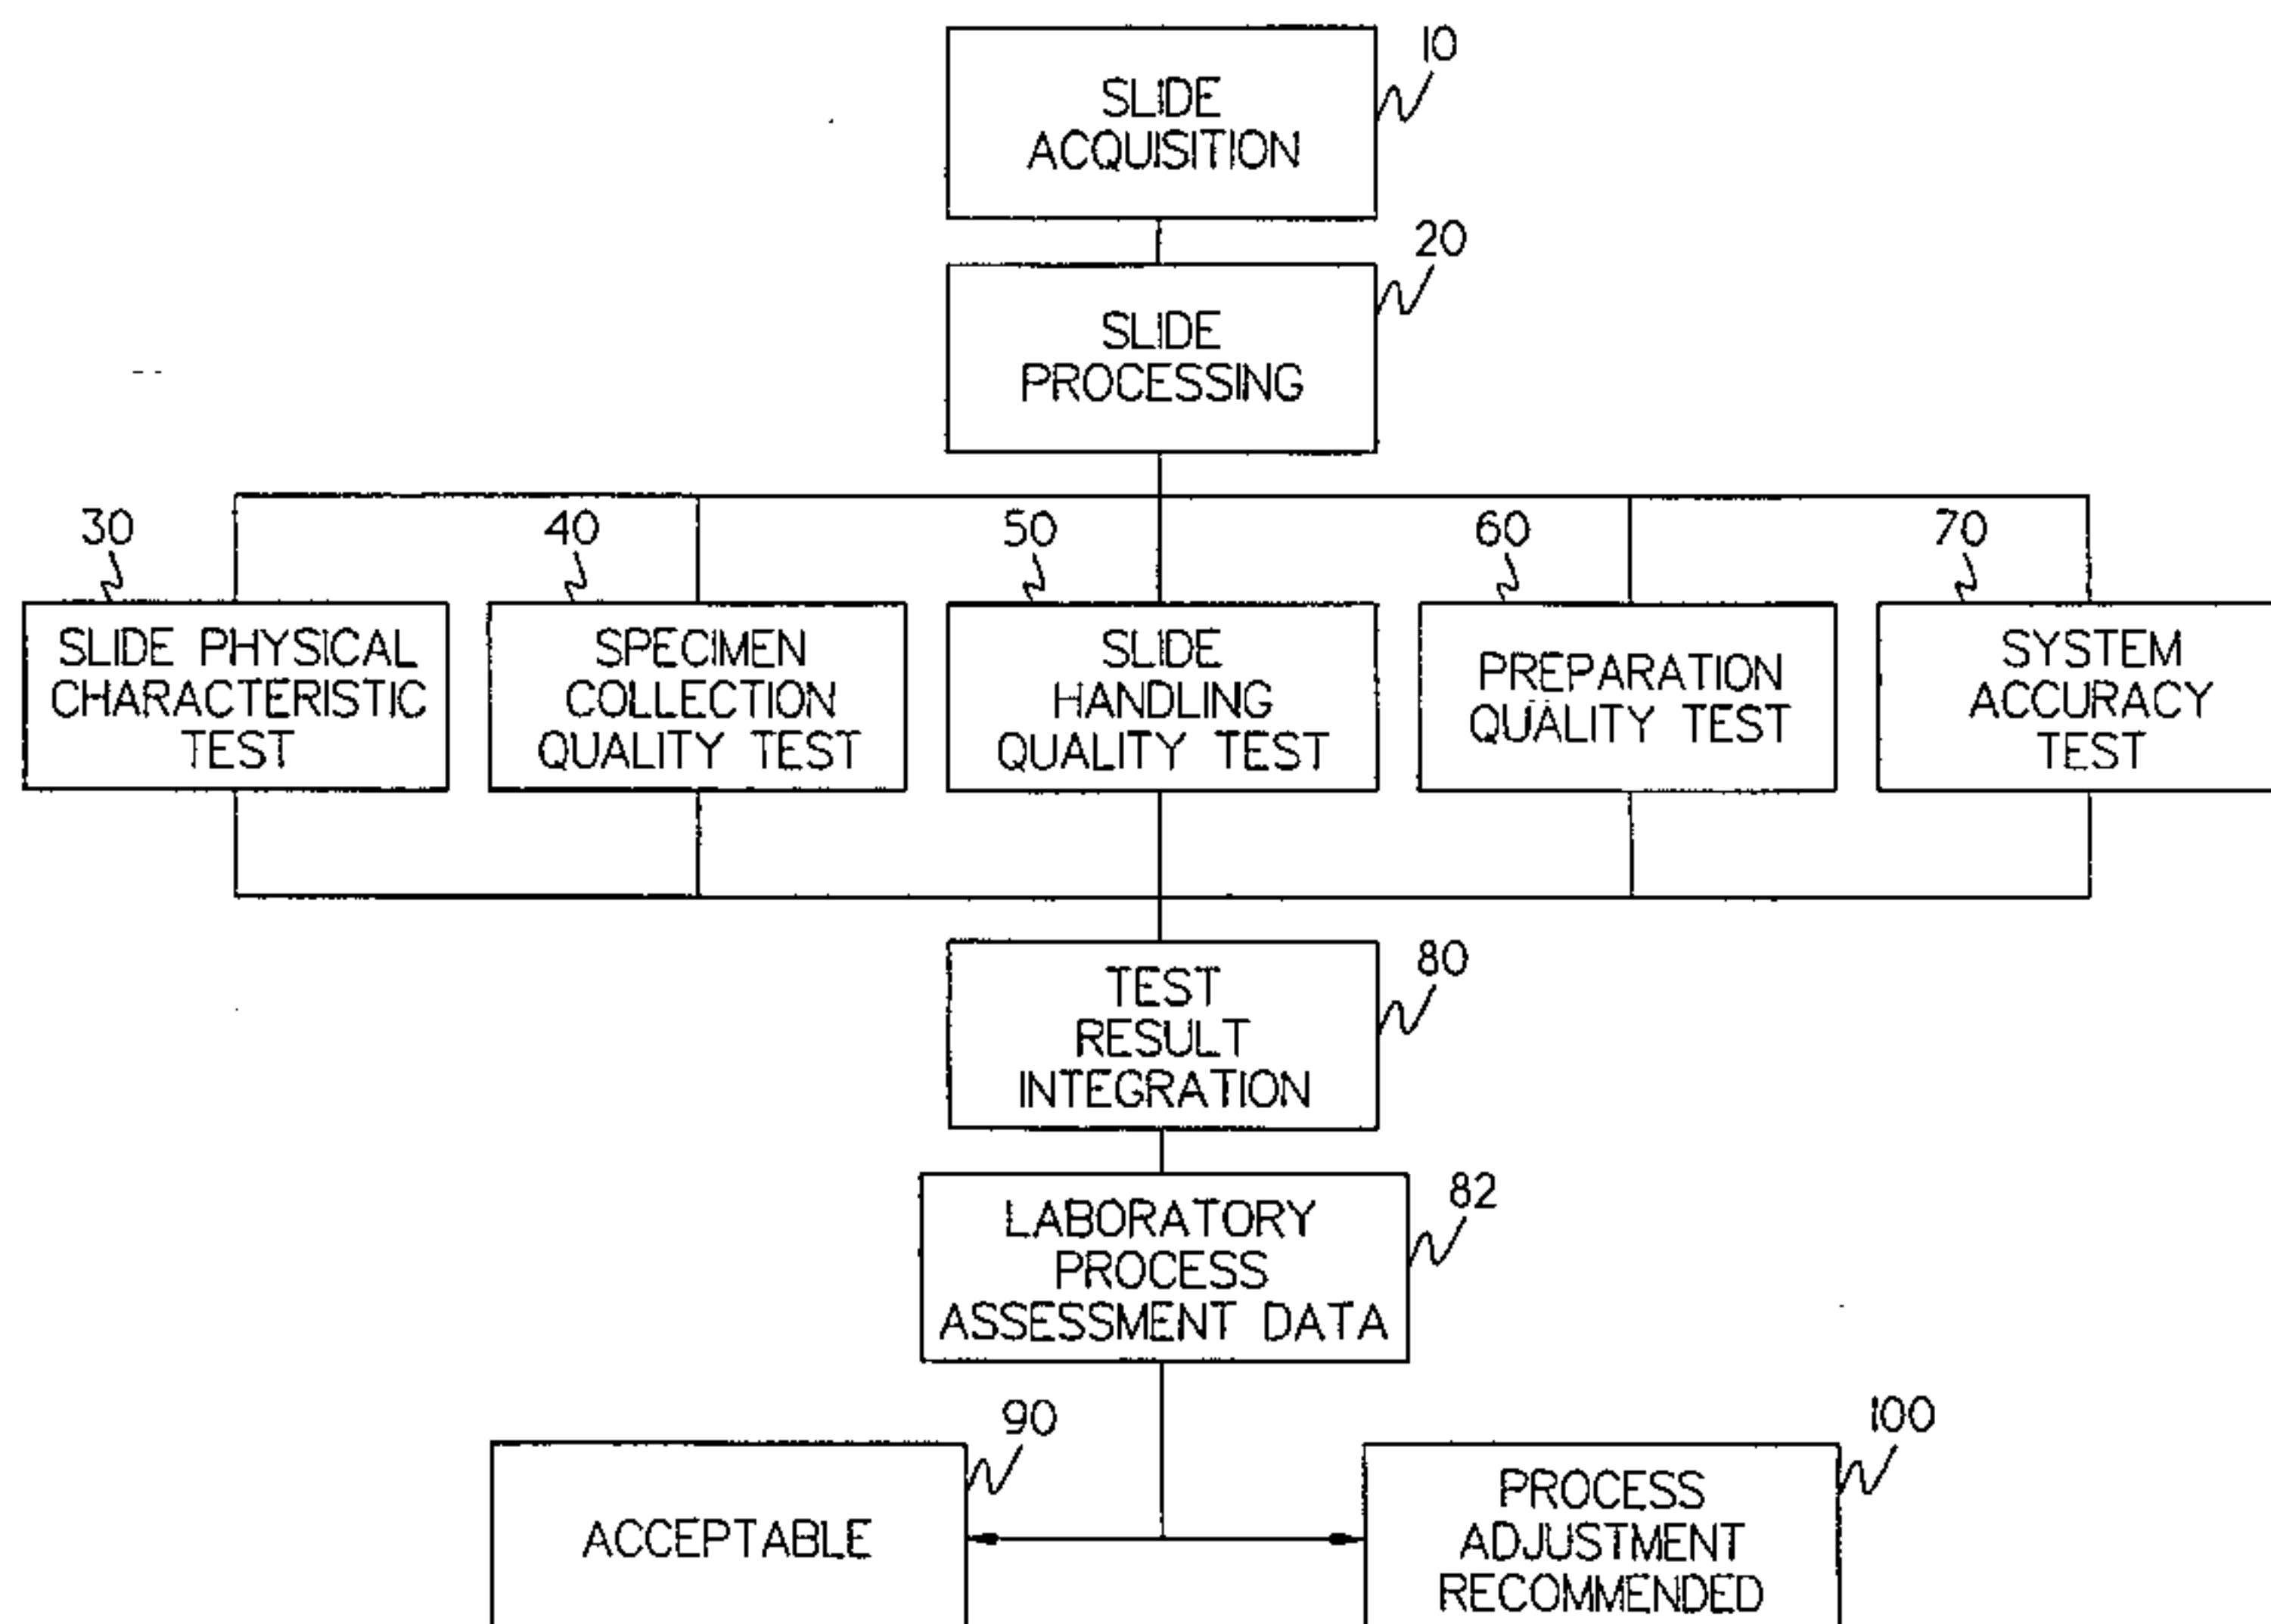 10
SLIDE
ACQUISITION
20
SLIDE
PROCESSING
30
40
50
60
70
SLIDE PHYSICAL
CHARACTERISTIC
TEST
SPECIMEN
COLLECTION
QUALITY TEST
SLIDE
HANDLING
QUALITY TEST
PREPARATION
QUALITY TEST
SYSTEM
ACCURACY
TEST
80
TEST
RESULT
INTEGRATION
82
LABORATORY
PROCESS
ASSESSMENT DATA
90
ACCEPTABLE
100
PROCESS
ADJUSTMENT
RECOMMENDED